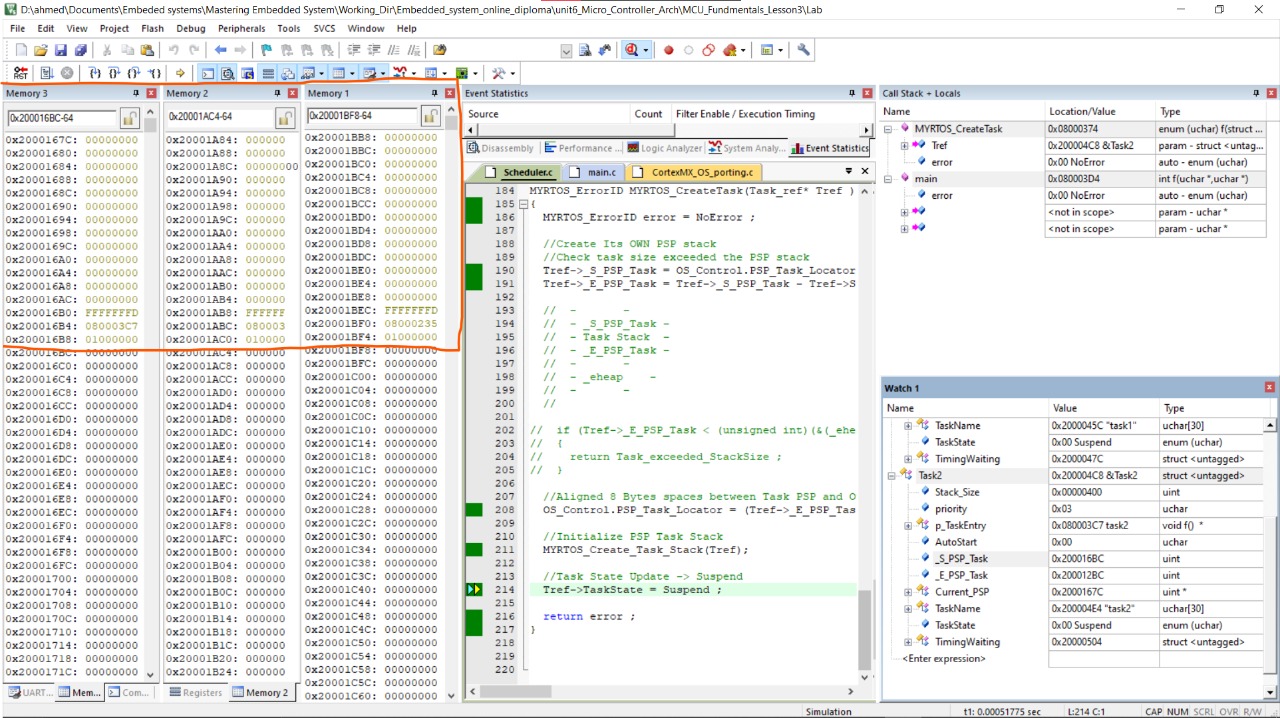 D:\ahmed\Documents\Embeded systems\Mastering Embedded System\Working_Dir\Embedded_system_online_diploma\unit6_Micro_Controller_Arch\MCU_Fundmentals_Lesson3\Lab
File Edit View Project Flash Debug Peripherals Tools SVCS Window Help
Memory 3
0x200016BC-64
0x2000167C: 00000000
0x20001680: 00000000
0x20001684: 00000000
0x20001688: 00000000
0x2000168C: 00000000
0x20001690: 00000000
0x20001694: 00000000
0x20001698: 00000000
0x2000169C: 00000000
0x200016A0: 00000000
0x200016A4: 00000000
0x200016A8: 00000000
0x200016AC: 00000000
0x200016B0: FFFFFFFD
0x200016B4: 080003C7
0x200016B8: 01000000
0x200016BC: 00000000
0x200016C0: 00000000
0x200016C4: 00000000
0x200016C8: 00000000
0x200016CC: 00000000
0x200016D0: 00000000
0x200016D4: 00000000
0x200016D8: 00000000
0x200016DC: 00000000
0x200016E0: 00000000
0x200016E4: 00000000
0x200016E8: 00000000
0x200016EC: 00000000
0x200016F0: 00000000
0x200016F4: 00000000
0x200016F8: 00000000
0x200016FC: 00000000
0x20001700: 00000000
0x20001704: 00000000
0x20001708: 00000000
0x2000170C: 00000000
0x20001710: 00000000
0x20001714: 00000000
0x20001718: 00000000
0x2000171C: 00000000
UART... Mem... Com...
Memory 2
0x20001AC4-64
0x20001A84: 000000
0x20001A88: 000000
0x20001A8C: 00000000
0x20001A90: 000000
0x20001A94: 000000
0x20001A98: 000000
0x20001A9C: 000000
0x20001AA0: 000000
0x20001AA4: 000000
0x20001AA8: 000000
0x20001AAC: 000000
0x20001AB0: 000000
0x20001AB4: 000000
0x20001AB8: FFFFFF
0x20001ABC: 080003
0x20001AC0: 010000
0x20001AC4: 000000
0x20001AC8: 000000
0x20001ACC: 000000
0x20001AD0: 000000
0x20001AD4: 000000
0x20001AD8: 000000
0x20001ADC: 000000
0x20001AE0: 000000
0x20001AE4: 000000
0x20001AE8: 000000
0x20001AEC: 000000
0x20001AF0: 000000
0x20001AF4: 000000
0x20001AF8: 000000
0x20001AFC: 000000
0x20001B00: 000000
0x20001B04: 000000
0x20001B08: 000000
0x20001B0C: 000000
0x20001B10: 000000
0x20001B14: 000000
0x20001B18: 000000
0x20001B1C: 000000
0x20001B20: 000000
0x20001B24: 000000
Registers Memory 2
Memory 1
0x20001BF8-64
0x20001BB8: 00000000
0x20001BBC: 00000000
0x20001BC0: 00000000
0x20001BC4: 00000000
0x20001BC8: 00000000
0x20001BCC: 00000000
0x20001BD0: 00000000
0x20001BD4: 00000000
0x20001BD8: 00000000
0x20001BDC: 00000000
0x20001BE0: 00000000
0x20001BE4: 00000000
0x20001BE8: 00000000
0x20001BEC: FFFFFFFD
0x20001BF0: 08000235
0x20001BF4: 01000000
0x20001BF8: 00000000
0x20001BFC: 00000000
0x20001C00: 00000000
0x20001C04: 00000000
0x20001C08: 00000000
0x20001C0C: 00000000
0x20001C10: 00000000
0x20001C14: 00000000
0x20001C18: 00000000
0x20001C1C: 00000000
0x20001C20: 00000000
0x20001C24: 00000000
0x20001C28: 00000000
0x20001C2C: 00000000
0x20001C30: 00000000
0x20001C34: 00000000
0x20001C38: 00000000
0x20001C3C: 00000000
0x20001C40: 00000000
0x20001C44: 00000000
0x20001C48: 00000000
0x20001C4C: 00000000
0x20001C50: 00000000
0x20001C54: 00000000
0x20001C58: 00000000
0x20001C5C: 00000000
0x20001C60: 00000000
Event Statistics
Source Count Filter Enable / Execution Timing
Disassembly Performance ... Logic Analyzer System Analy... Event Statistics
Scheduler.c main.c CortexMX_OS_porting.c
184 MYRTOS_ErrorID MYRTOS_CreateTask(Task_ref* Tref )
185 {
186 MYRTOS_ErrorID error = NoError ;
187
188 //Create Its OWN PSP stack
189 //Check task size exceeded the PSP stack
190 Tref->_S_PSP_Task = OS_Control.PSP_Task_Locator
191 Tref->_E_PSP_Task = Tref->_S_PSP_Task - Tref->S
192
193 // - -
194 // - _S_PSP_Task -
195 // - Task Stack -
196 // - _E_PSP_Task -
197 // - -
198 // - _eheap -
199 // - -
200 //
201
202 // if (Tref->_E_PSP_Task < (unsigned int)(&(_ehe
203 // {
204 // return Task_exceeded_StackSize ;
205 // }
206
207 //Aligned 8 Bytes spaces between Task PSP and O
208 OS_Control.PSP_Task_Locator = (Tref->_E_PSP_Tas
209
210 //Initialize PSP Task Stack
211 MYRTOS_Create_Task_Stack(Tref);
212
213 //Task State Update -> Suspend
214 Tref->TaskState = Suspend ;
215
216 return error ;
217 }
218
219
220
Call Stack + Locals
Name Location/Value Type
MYRTOS_CreateTask 0x08000374 enum (uchar) f(struct ...
Tref 0x200004C8 &Task2 param - struct <untag...
error 0x00 NoError auto - enum (uchar)
main 0x080003D4 int f(uchar *,uchar *)
error 0x00 NoError auto - enum (uchar)
<not in scope> param - uchar *
<not in scope> param - uchar *
Watch 1
Name Value Type
TaskName 0x2000045C "task1" uchar[30]
TaskState 0x00 Suspend enum (uchar)
TimingWaiting 0x2000047C struct <untagged>
Task2 0x200004C8 &Task2 struct <untagged>
Stack_Size 0x00000400 uint
priority 0x03 uchar
p_TaskEntry 0x080003C7 task2 void f() *
AutoStart 0x00 uchar
_S_PSP_Task 0x200016BC uint
_E_PSP_Task 0x200012BC uint
Current_PSP 0x2000167C uint *
TaskName 0x200004E4 "task2" uchar[30]
TaskState 0x00 Suspend enum (uchar)
TimingWaiting 0x20000504 struct <untagged>
<Enter expression>
Simulation t1: 0.00051775 sec L:214 C:1 CAP NUM SCRL OVR R/W